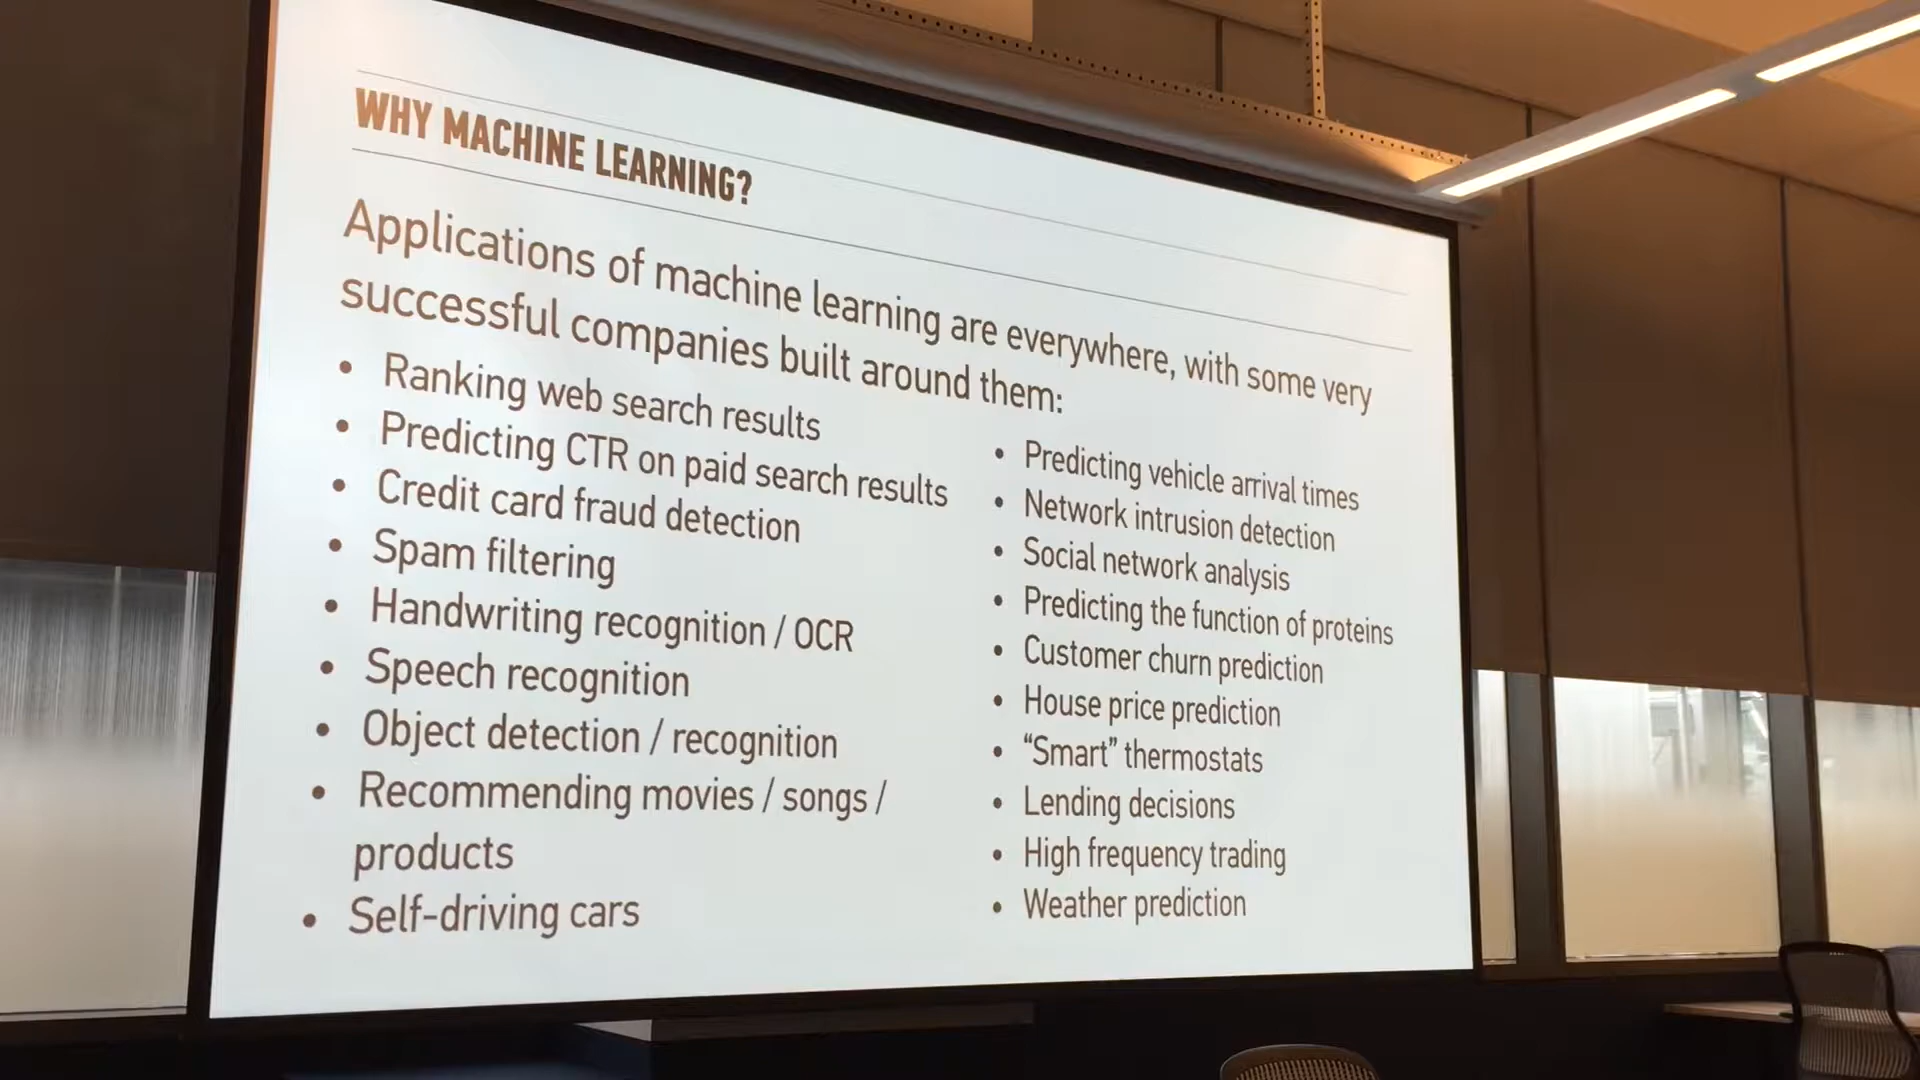 WHY MACHINE LEARNING?
Applications of machine learning are everywhere, with some very
successful companies built around them:
• Ranking web search results
• Predicting CTR on paid search results
• Credit card fraud detection
• Spam filtering
• Handwriting recognition / OCR
• Speech recognition
• Object detection / recognition
• Recommending movies / songs /
products
• Self-driving cars
• Predicting vehicle arrival times
• Network intrusion detection
• Social network analysis
• Predicting the function of proteins
• Customer churn prediction
• House price prediction
• “Smart” thermostats
• Lending decisions
• High frequency trading
• Weather prediction